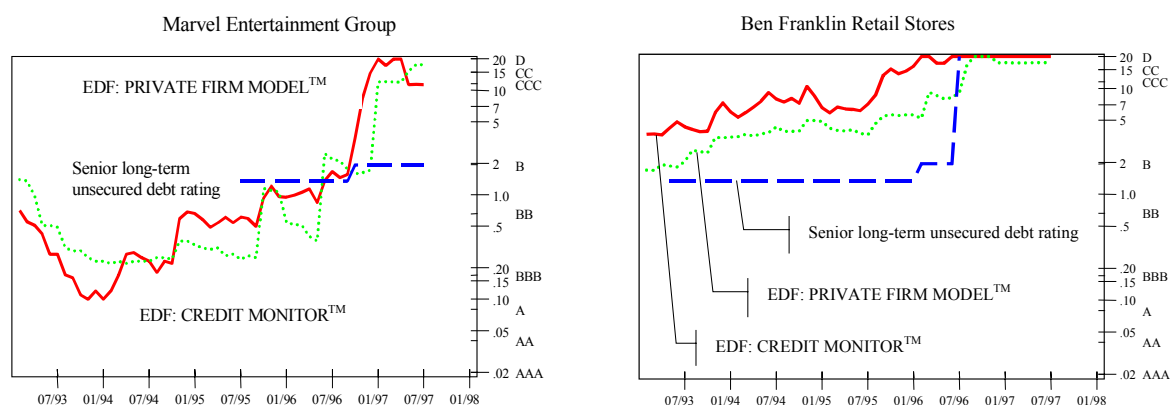 Marvel Entertainment Group
EDF: PRIVATE FIRM MODEL™
Senior long-term
unsecured debt rating
EDF: CREDIT MONITOR™
20 D
15 CC
10 CCC
7
5
2 B
1.0
.5 BB
.20
.15 BBB
.10
A
.05
AA
.02 AAA
07/93 01/94 07/94 01/95 07/95 01/96 07/96 01/97 07/97 01/98
Ben Franklin Retail Stores
Senior long-term unsecured debt rating
EDF: PRIVATE FIRM MODEL™
EDF: CREDIT MONITOR™
20 D
15 CC
10 CCC
7
5
2 B
1.0
.5 BB
.20
.15 BBB
.10
A
.05
AA
.02 AAA
07/93 01/94 07/94 01/95 07/95 01/96 07/96 01/97 07/97 01/98